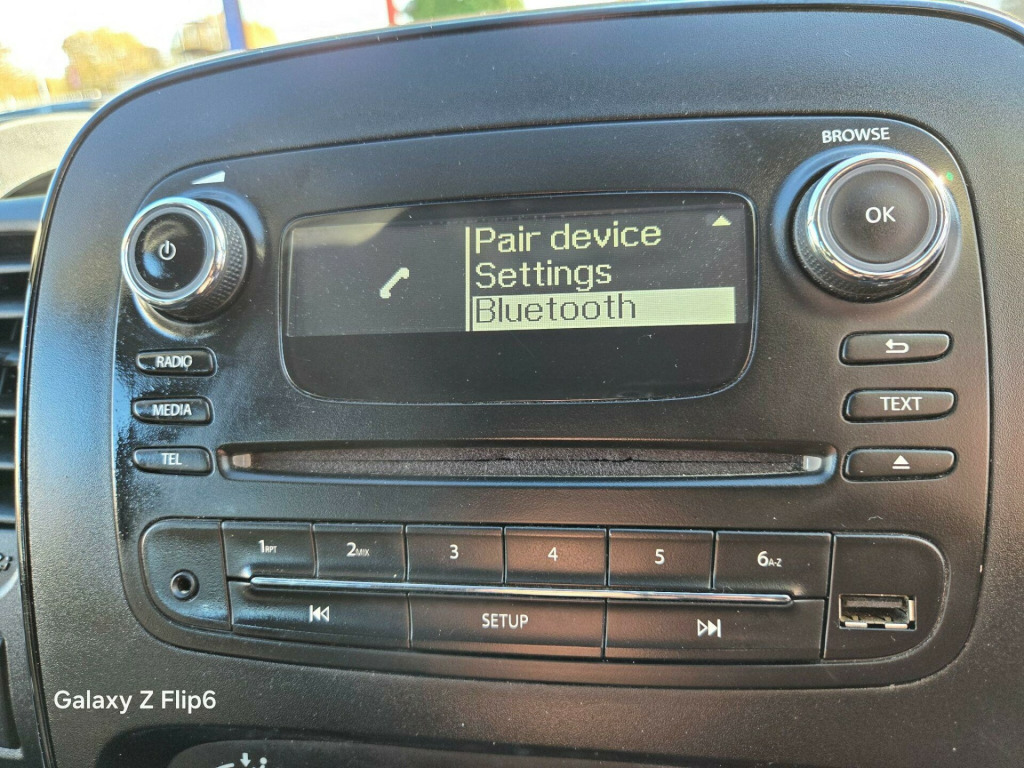 BROWSE
OK
Pair device
Settings
Bluetooth
RADIO
MEDIA
TEL
TEXT
1RPT
2MIX
3
4
5
6A-Z
SETUP
Galaxy Z Flip6